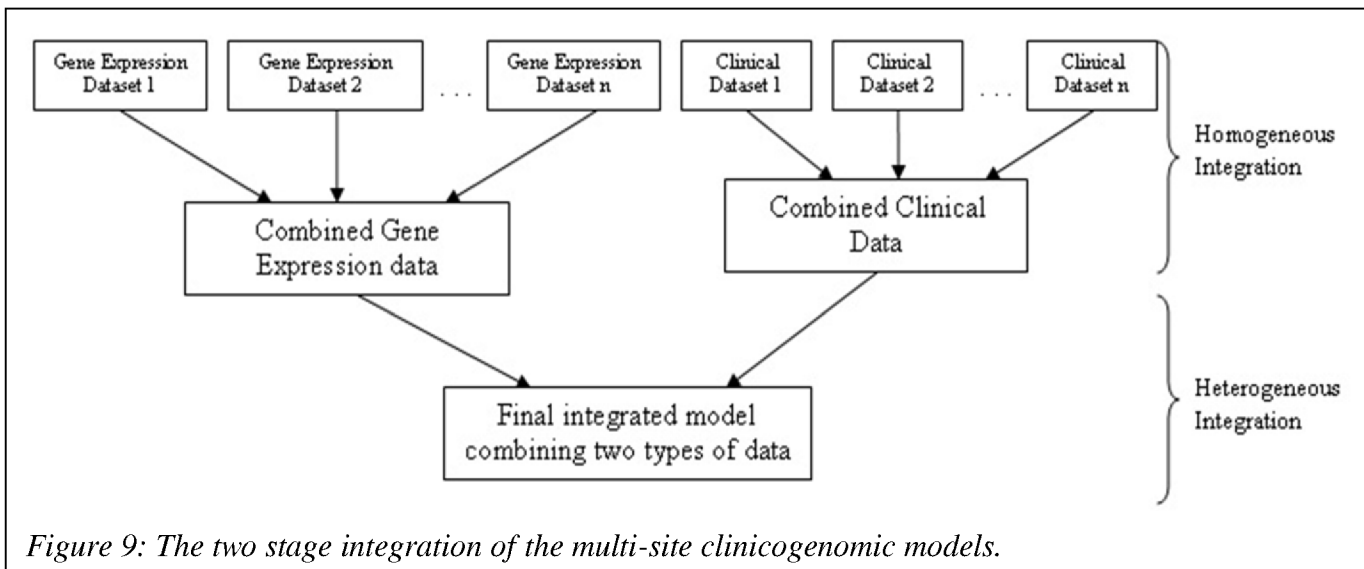 Gene Expression
Dataset 1
Gene Expression
Dataset 2
. . .
Gene Expression
Dataset n
Clinical
Dataset 1
Clinical
Dataset 2
. . .
Clinical
Dataset n
Homogeneous
Integration
Combined Gene
Expression data
Combined Clinical
Data
Final integrated model
combining two types of data
Heterogeneous
Integration
Figure 9: The two stage integration of the multi-site clinicogenomic models.